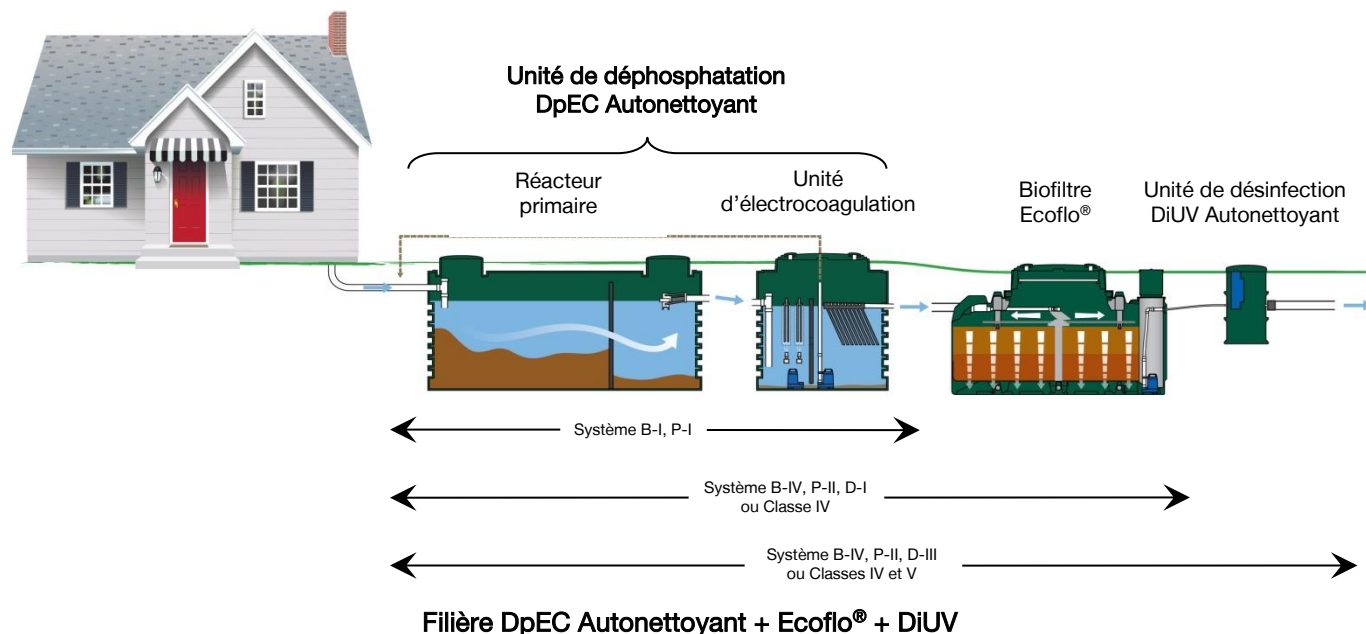 Unité de déphosphatation
DpEC Autonettoyant
Réacteur
primaire
Unité
d'électrocoagulation
Biofiltre
Ecoflo®
Unité de désinfection
DiUV Autonettoyant
Système B-I, P-I
Système B-IV, P-II, D-I
ou Classe IV
Système B-IV, P-II, D-III
ou Classes IV et V
Filière DpEC Autonettoyant + Ecoflo® + DiUV